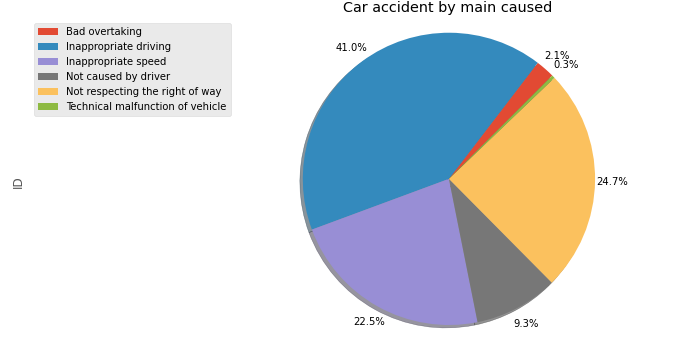 Car accident by main caused
Bad overtaking
Inappropriate driving
Inappropriate speed
Not caused by driver
Not respecting the right of way
Technical malfunction of vehicle
41.0%
2.1%
0.3%
24.7%
ID
22.5%
9.3%